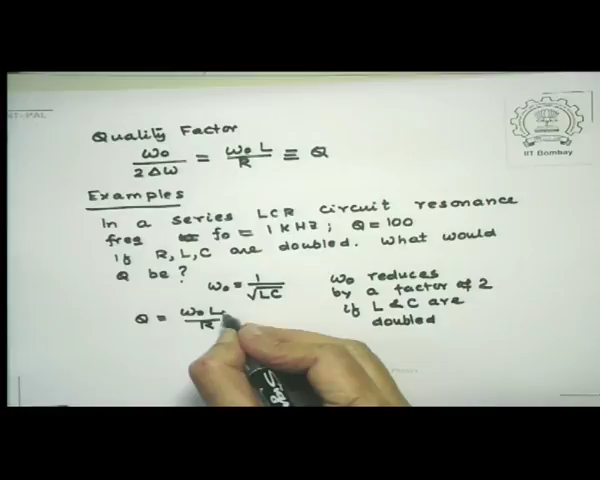 Quality Factor
ω₀ / 2Δω = ω₀L / R ≡ Q
Examples
In a series LCR circuit resonance
freq f₀ = 1 KHz; Q = 100
if R, L, C are doubled. What would
Q be?
ω₀ = 1 / √LC
ω₀ reduces
by a factor of 2
if L & C are
doubled
Q = ω₀L / R
IIT Bombay